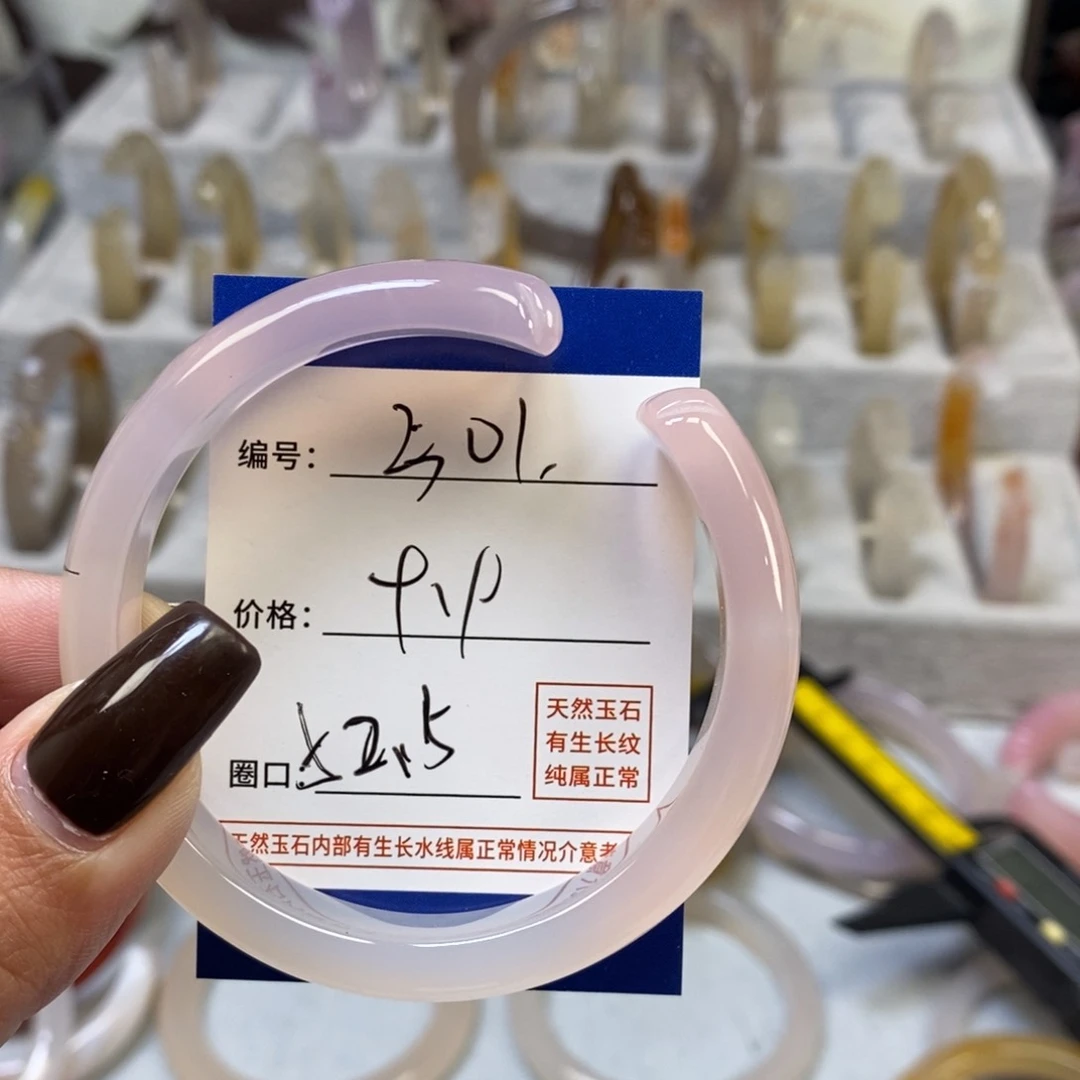 编号：
价格：
圈口：52.5
天然玉石
有生长纹
纯属正常
天然玉石内部有生长水线属正常情况介意者